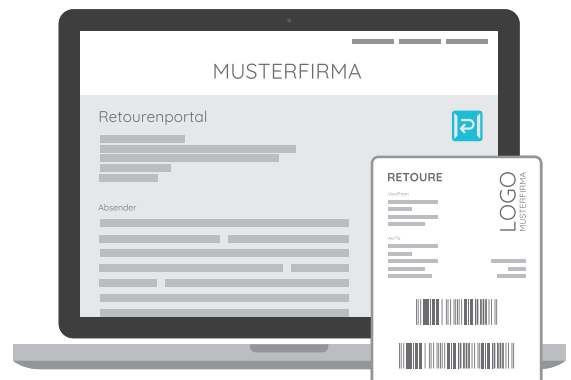 MUSTERFIRMA
Retourenportal
Absender
RETOURE
Von/From
An/To
LOGO
MUSTERFIRMA